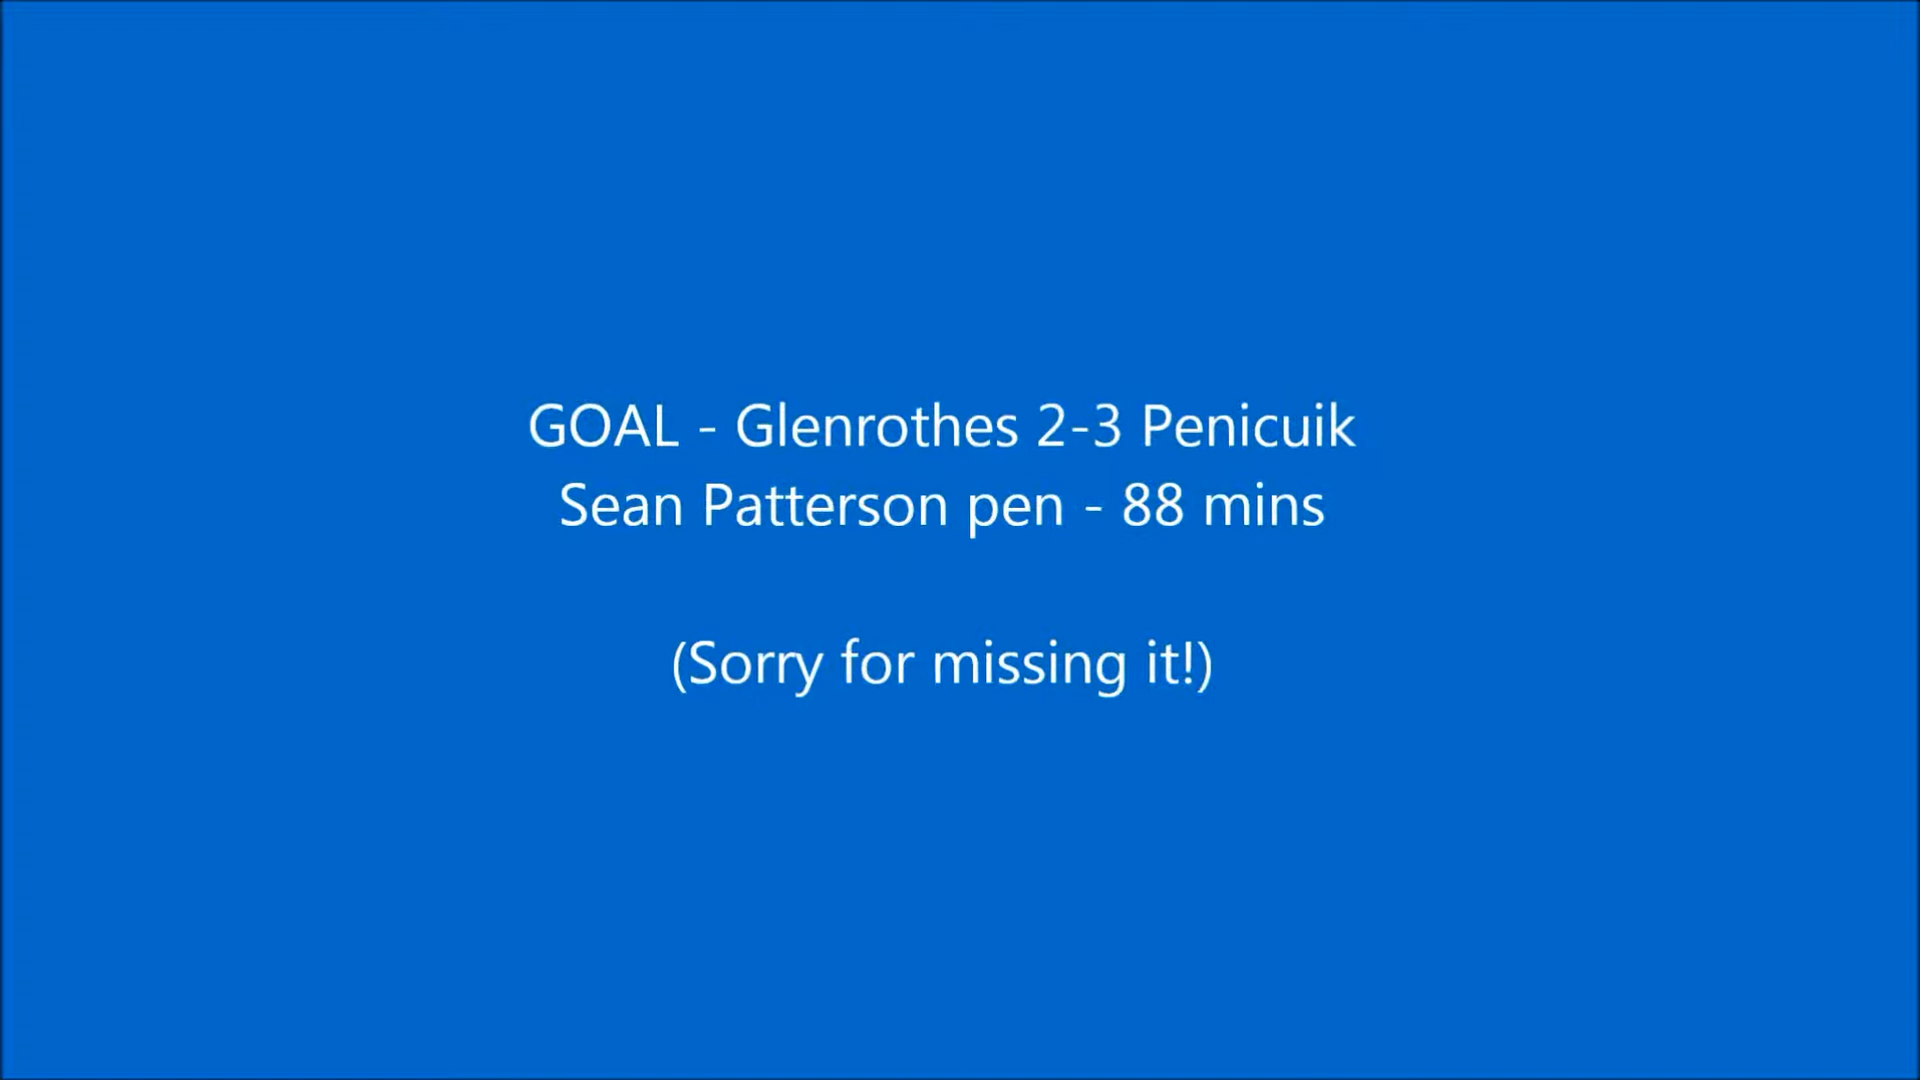 GOAL - Glenrothes 2-3 Penicuik
Sean Patterson pen - 88 mins
(Sorry for missing it!)